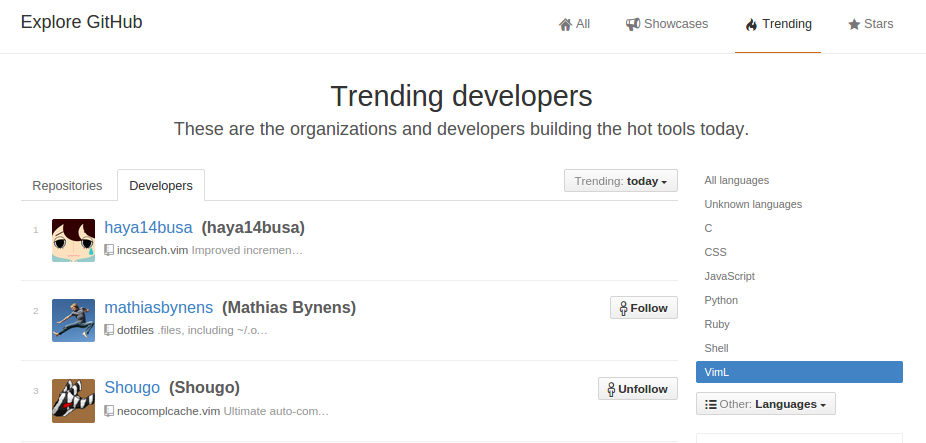 Explore GitHub
All
Showcases
Trending
Stars
Trending developers
These are the organizations and developers building the hot tools today.
Repositories
Developers
Trending: today
1
haya14busa (haya14busa)
incsearch.vim Improved incremen…
2
mathiasbynens (Mathias Bynens)
dotfiles .files, including ~/.o…
Follow
3
Shougo (Shougo)
neocomplcache.vim Ultimate auto-com…
Unfollow
All languages
Unknown languages
C
CSS
JavaScript
Python
Ruby
Shell
VimL
Other: Languages